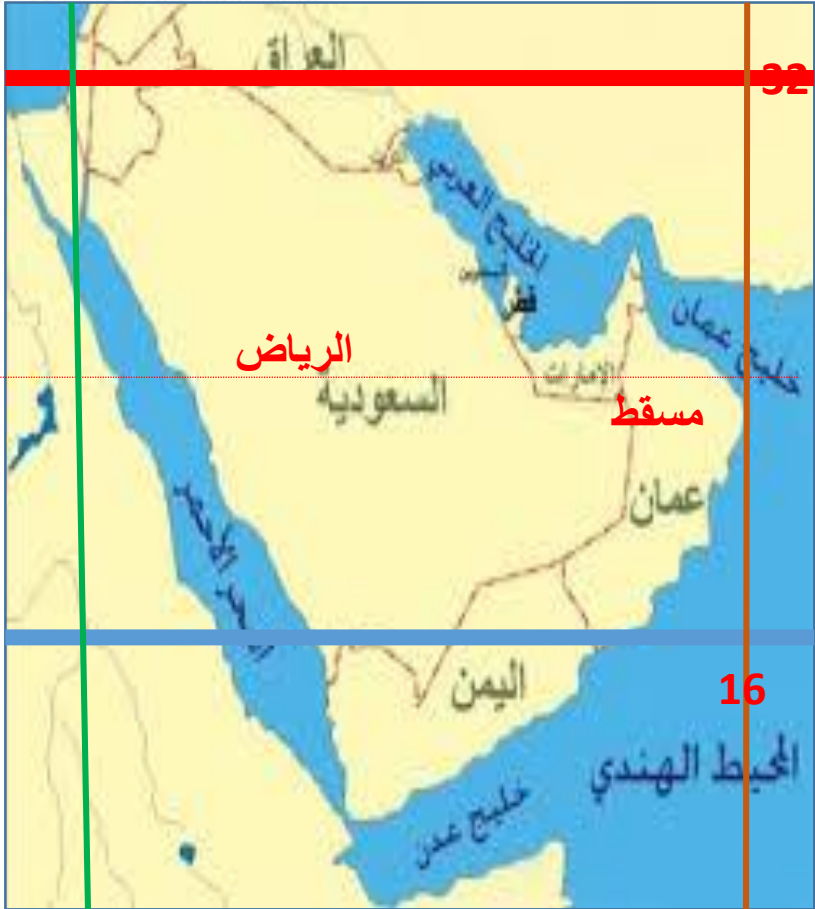 العراق
32
الخليج العربي
قطر
خليج عمان
الرياض
الامارات
السعودية
مسقط
عمان
البحر الأحمر
اليمن
16
المحيط الهندي
خليج عدن